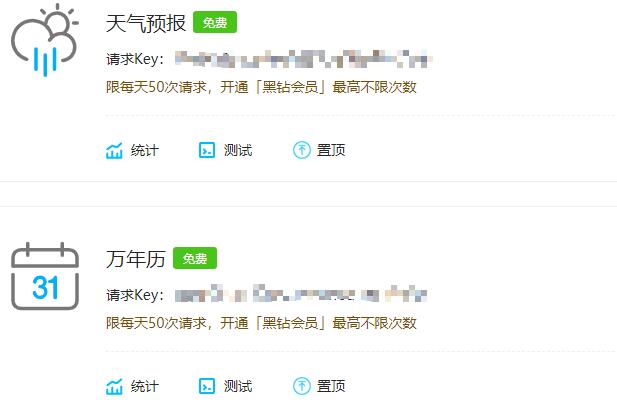 天气预报 免费
请求Key：
限每天50次请求，开通「黑钻会员」最高不限次数
统计 测试 置顶
31
万年历 免费
请求Key：
限每天50次请求，开通「黑钻会员」最高不限次数
统计 测试 置顶